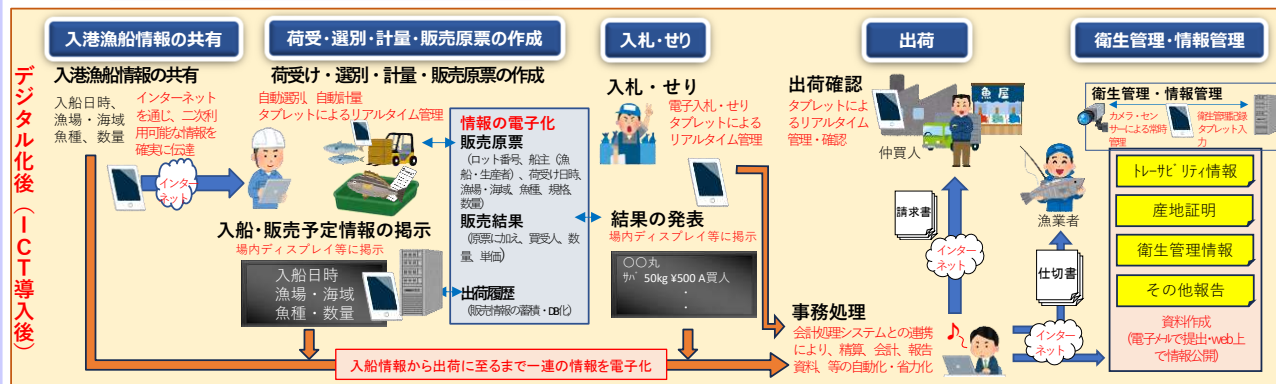 入港漁船情報の共有
荷受・選別・計量・販売原票の作成
入札・せり
出荷
衛生管理・情報管理
デジタル化後(ICT導入後)
入港漁船情報の共有
入船日時、
漁場・海域
魚種、数量
インターネット
を通じ、二次利
用可能な情報を
確実に伝達
インター
ネット
荷受け・選別・計量・販売原票の作成
自動選別、自動計量
タブレットによるリアルタイム管理
入船・販売予定情報の掲示
場内ディスプレイ等に掲示
入船日時
漁場・海域
魚種・数量
情報の電子化
販売原票
(ロット番号、船主(漁
船・生産者)、荷受け日時、
漁場・海域、魚種、規格、
数量)
販売結果
(原票に加え、買受人、数
量、単価)
出荷履歴
(販売情報の蓄積・DB化)
入札・せり
電子入札・せり
タブレットによる
リアルタイム管理
結果の発表
場内ディスプレイ等に掲示
〇〇丸
サバ 50kg ¥500 A買人
.
.
出荷確認
タブレットによ
るリアルタイム
管理・確認
魚屋
仲買人
請求書
インター
ネット
漁業者
仕切書
インター
ネット
事務処理
会計処理システムとの連携
により、精算、会計、報告
資料、等の自動化・省力化
衛生管理・情報管理
カメラ・セン
サーによる常時
管理
衛生管理記録
タブレット入
力
トレーサビリティ情報
産地証明
衛生管理情報
その他報告
資料作成
(電子メールで提出・web上
で情報公開)
入船情報から出荷に至るまで一連の情報を電子化